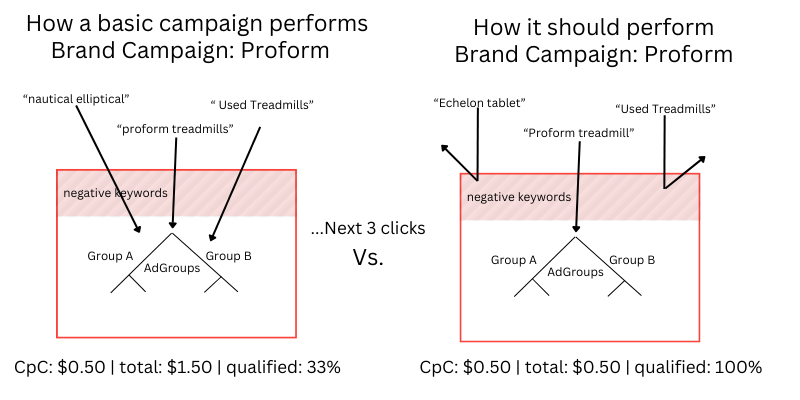 How a basic campaign performs
Brand Campaign: Proform
“nautical elliptical”
“ Used Treadmills”
“proform treadmills”
negative keywords
Group A
Group B
AdGroups
CpC: $0.50 | total: $1.50 | qualified: 33%
...Next 3 clicks
Vs.
How it should perform
Brand Campaign: Proform
“Echelon tablet”
“Used Treadmills”
“Proform treadmill”
negative keywords
Group A
Group B
AdGroups
CpC: $0.50 | total: $0.50 | qualified: 100%